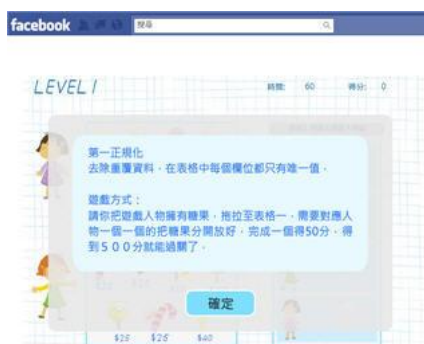 facebook
搜尋
LEVEL 1
時間: 60 得分: 0
第一正規化
去除重覆資料，在表格中每個欄位都只有唯一值．
遊戲方式：
請你把遊戲人物擁有糖果，拖拉至表格一，需要對應人
物一個一個的把糖果分開放好，完成一個得50分，得
到５００分就能過關了．
確定
$25 $25 $40